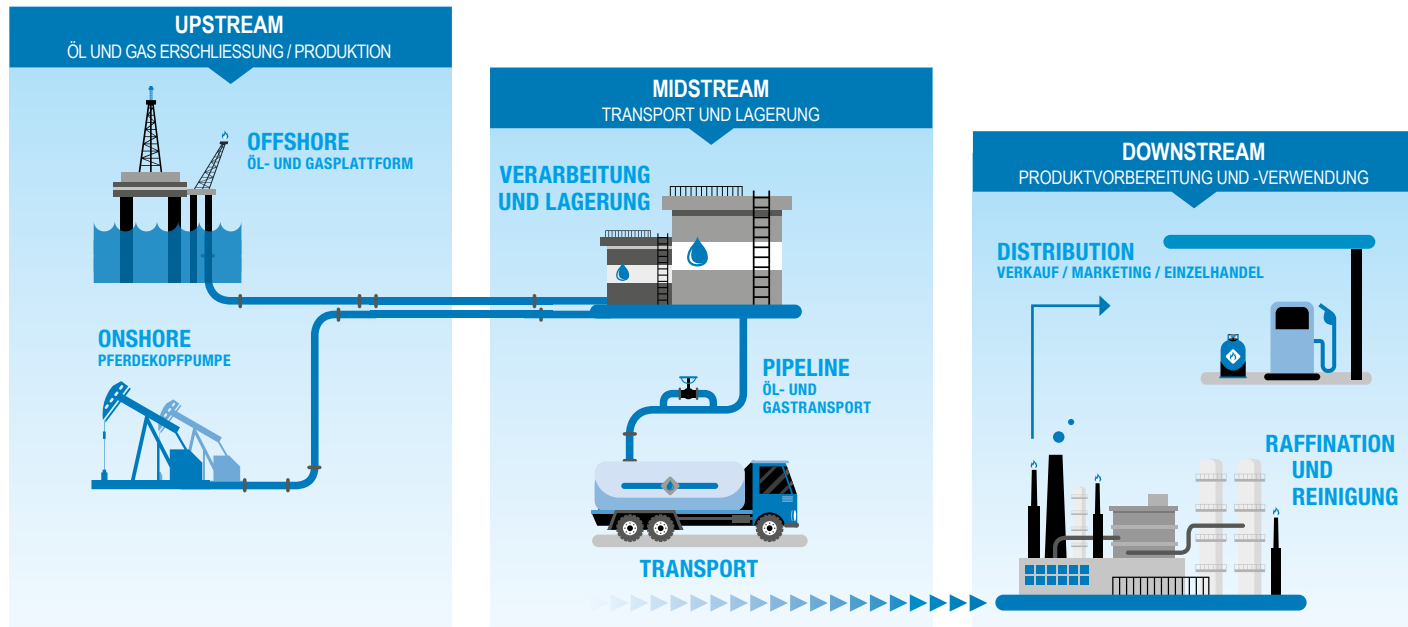 UPSTREAM
ÖL UND GAS ERSCHLIESSUNG / PRODUKTION
OFFSHORE
ÖL- UND GASPLATTFORM
ONSHORE
PFERDEKOPFPUMPE
MIDSTREAM
TRANSPORT UND LAGERUNG
VERARBEITUNG
UND LAGERUNG
PIPELINE
ÖL- UND
GASTRANSPORT
TRANSPORT
DOWNSTREAM
PRODUKTVORBEREITUNG UND -VERWENDUNG
DISTRIBUTION
VERKAUF / MARKETING / EINZELHANDEL
RAFFINATION
UND
REINIGUNG